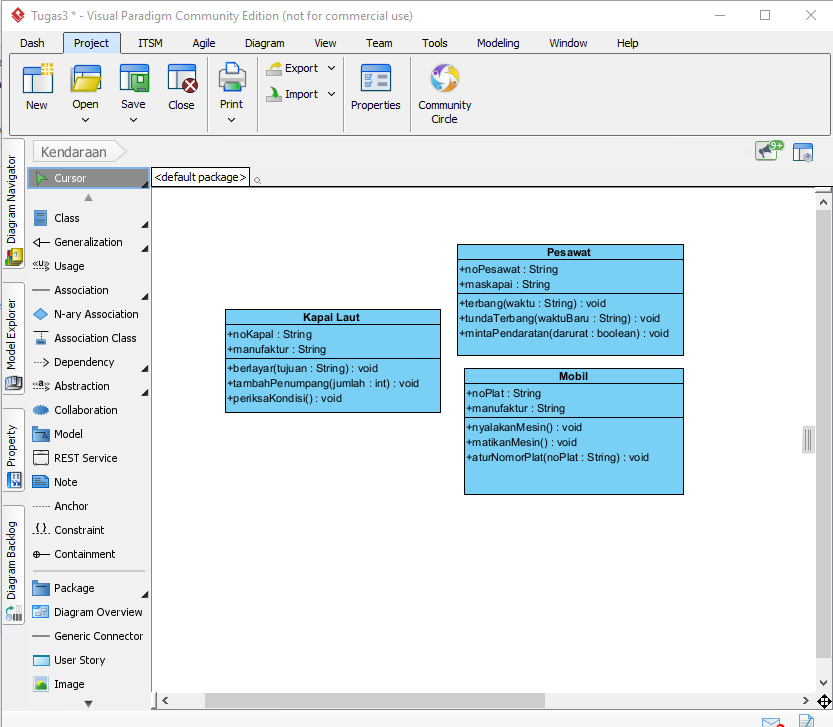 Tugas3 * - Visual Paradigm Community Edition (not for commercial use)
Dash Project ITSM Agile Diagram View Team Tools Modeling Window Help
New Open Save Close Print Export Import Properties Community Circle
Kendaraan
9+
Diagram Navigator
Model Explorer
Property
Diagram Backlog
Cursor
Class
Generalization
Usage
Association
N-ary Association
Association Class
Dependency
Abstraction
Collaboration
Model
REST Service
Note
Anchor
Constraint
Containment
Package
Diagram Overview
Generic Connector
User Story
Image
<default package>
Kapal Laut
+noKapal : String
+manufaktur : String
+berlayar(tujuan : String) : void
+tambahPenumpang(jumlah : int) : void
+periksaKondisi() : void
Pesawat
+noPesawat : String
+maskapai : String
+terbang(waktu : String) : void
+tundaTerbang(waktuBaru : String) : void
+mintaPendaratan(darurat : boolean) : void
Mobil
+noPlat : String
+manufaktur : String
+nyalakanMesin() : void
+matikanMesin() : void
+aturNomorPlat(noPlat : String) : void